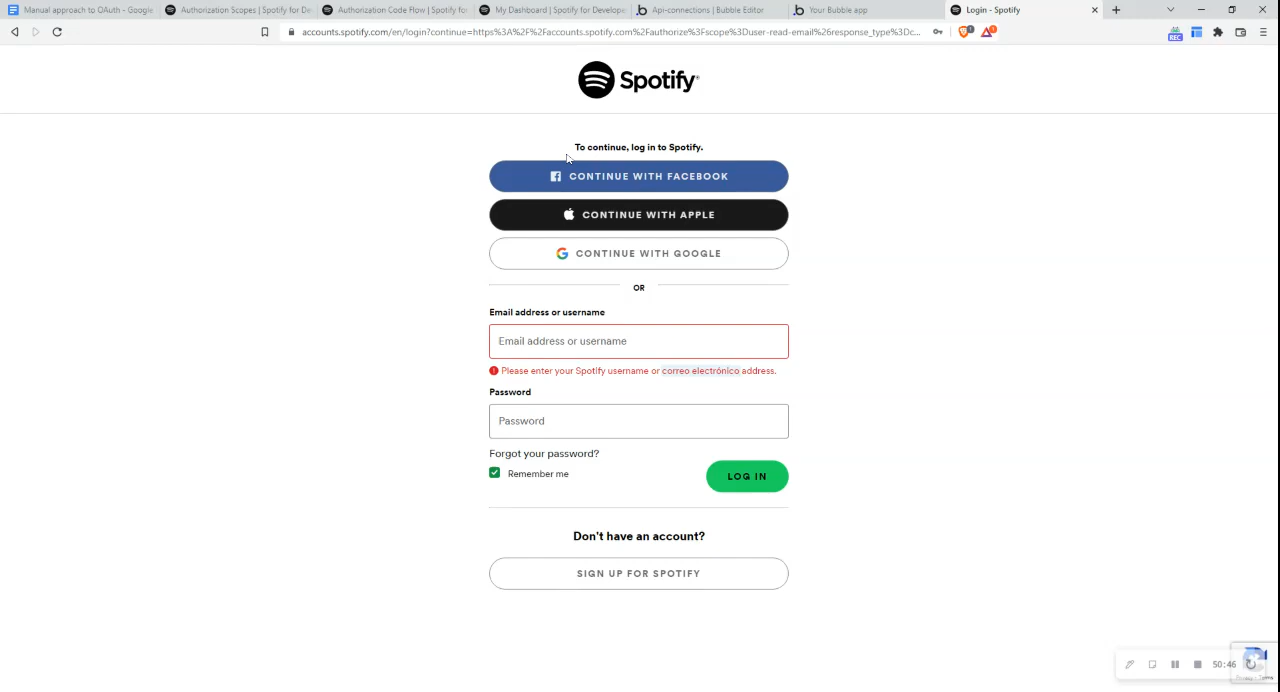 Manual approach to OAuth - Google
Authorization Scopes | Spotify for De
Authorization Code Flow | Spotify for
My Dashboard | Spotify for Develope
Api-connections | Bubble Editor
Your Bubble app
Login - Spotify
accounts.spotify.com/en/login?continue=https%3A%2F%2Faccounts.spotify.com%2Fauthorize%3Fscope%3Duser-read-email%26response_type%3Dc...
REC
Spotify
To continue, log in to Spotify.
CONTINUE WITH FACEBOOK
CONTINUE WITH APPLE
CONTINUE WITH GOOGLE
OR
Email address or username
Email address or username
Please enter your Spotify username or correo electrónico address.
Password
Password
Forgot your password?
Remember me
LOG IN
Don't have an account?
SIGN UP FOR SPOTIFY
50:46